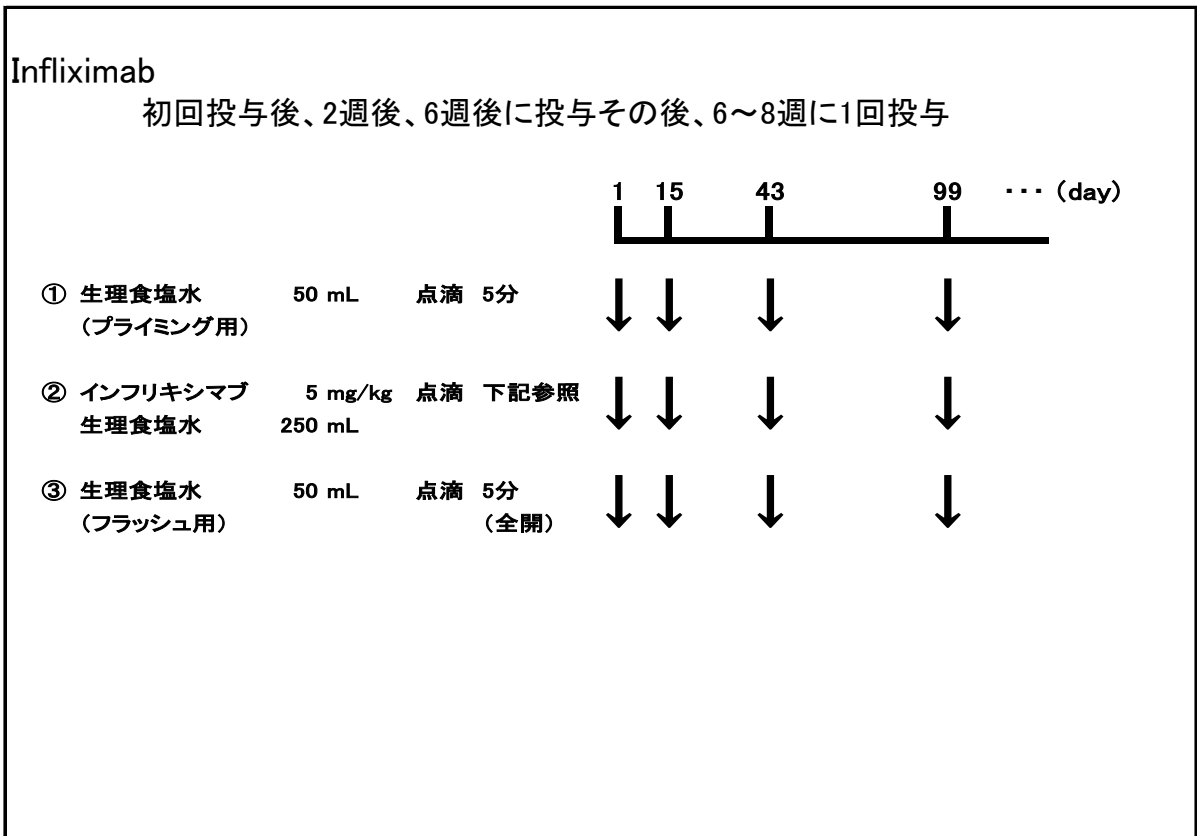 Infliximab
初回投与後、2週後、6週後に投与その後、6～8週に1回投与
1 15 43 99 ・・・ (day)
① 生理食塩水 50 mL 点滴 5分
(プライミング用)
② インフリキシマブ 5 mg/kg 点滴 下記参照
生理食塩水 250 mL
③ 生理食塩水 50 mL 点滴 5分
(フラッシュ用) (全開)